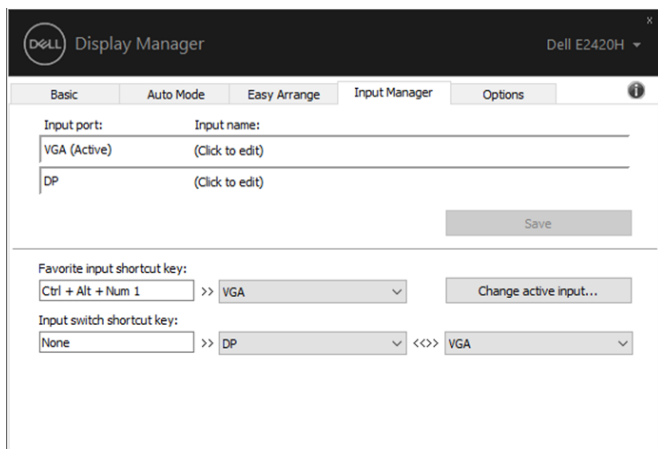 x
DELL Display Manager Dell E2420H
Basic Auto Mode Easy Arrange Input Manager Options i
Input port: Input name:
VGA (Active) (Click to edit)
DP (Click to edit)
Save
Favorite input shortcut key:
Ctrl + Alt + Num 1 >> VGA Change active input...
Input switch shortcut key:
None >> DP <<>> VGA